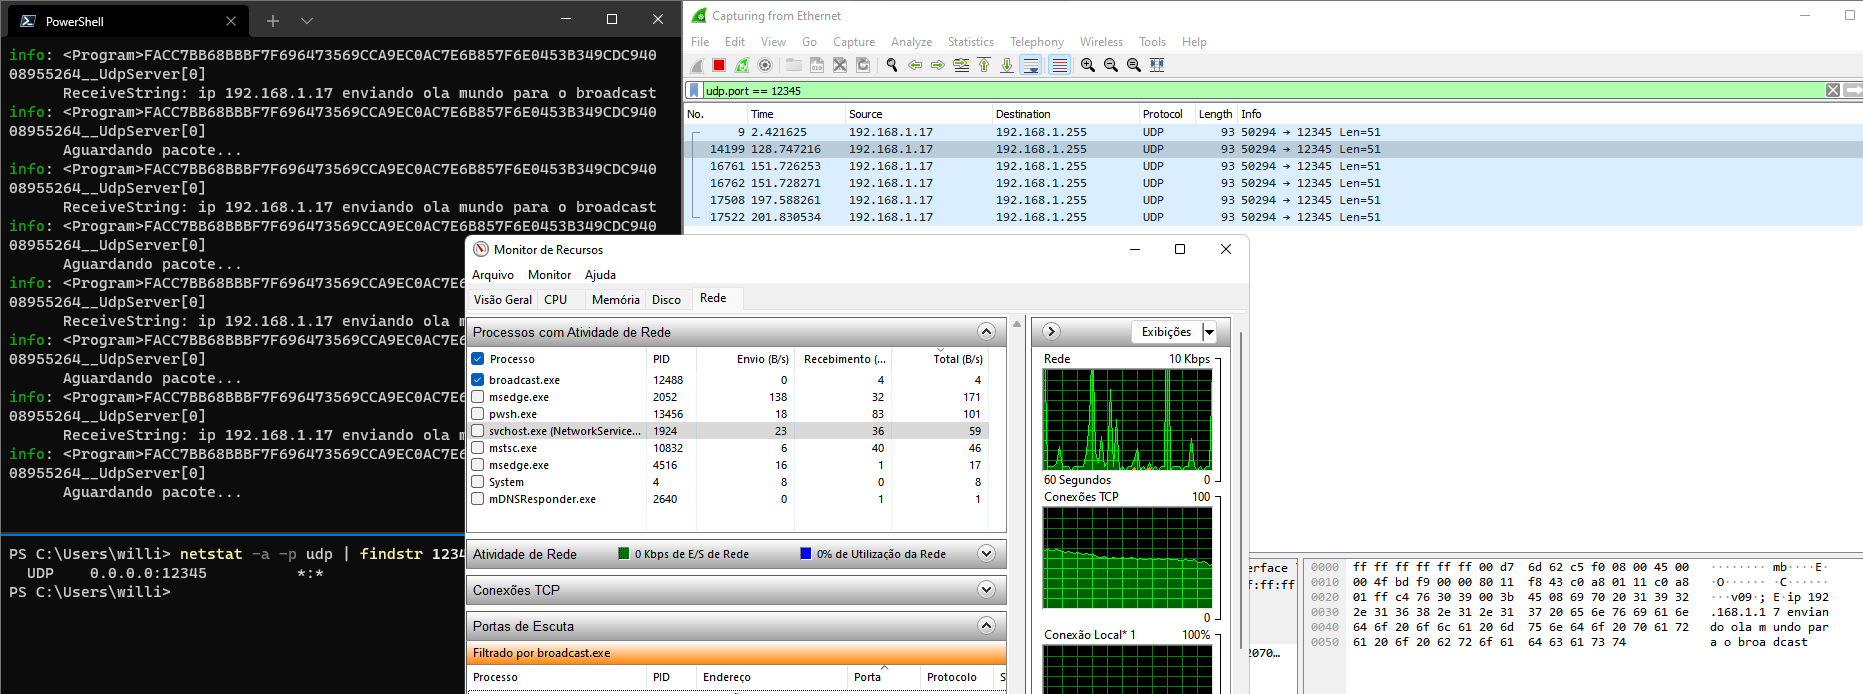 PowerShell
info: <Program>FACC7BB68BBBF7F696473569CCA9EC0AC7E6B857F6E0453B349CDC940
08955264__UdpServer[0]
ReceiveString: ip 192.168.1.17 enviando ola mundo para o broadcast
info: <Program>FACC7BB68BBBF7F696473569CCA9EC0AC7E6B857F6E0453B349CDC940
08955264__UdpServer[0]
Aguardando pacote...
info: <Program>FACC7BB68BBBF7F696473569CCA9EC0AC7E6B857F6E0453B349CDC940
08955264__UdpServer[0]
ReceiveString: ip 192.168.1.17 enviando ola mundo para o broadcast
info: <Program>FACC7BB68BBBF7F696473569CCA9EC0AC7E6B857F6E0453B349CDC940
08955264__UdpServer[0]
Aguardando pacote...
info: <Program>FACC7BB68BBBF7F696473569CCA9EC0AC7E6
08955264__UdpServer[0]
ReceiveString: ip 192.168.1.17 enviando ola m
info: <Program>FACC7BB68BBBF7F696473569CCA9EC0AC7E6
08955264__UdpServer[0]
Aguardando pacote...
info: <Program>FACC7BB68BBBF7F696473569CCA9EC0AC7E6
08955264__UdpServer[0]
ReceiveString: ip 192.168.1.17 enviando ola m
info: <Program>FACC7BB68BBBF7F696473569CCA9EC0AC7E6
08955264__UdpServer[0]
Aguardando pacote...
PS C:\Users\willi> netstat -a -p udp | findstr 1234
UDP 0.0.0.0:12345 *:*
PS C:\Users\willi>
Capturing from Ethernet
File Edit View Go Capture Analyze Statistics Telephony Wireless Tools Help
udp.port == 12345
No. Time Source Destination Protocol Length Info
9 2.421625 192.168.1.17 192.168.1.255 UDP 93 50294 → 12345 Len=51
14199 128.747216 192.168.1.17 192.168.1.255 UDP 93 50294 → 12345 Len=51
16761 151.726253 192.168.1.17 192.168.1.255 UDP 93 50294 → 12345 Len=51
16762 151.728271 192.168.1.17 192.168.1.255 UDP 93 50294 → 12345 Len=51
17508 197.588261 192.168.1.17 192.168.1.255 UDP 93 50294 → 12345 Len=51
17522 201.830534 192.168.1.17 192.168.1.255 UDP 93 50294 → 12345 Len=51
Monitor de Recursos
Arquivo Monitor Ajuda
Visão Geral CPU Memória Disco Rede
Processos com Atividade de Rede
Processo PID Envio (B/s) Recebimento (... Total (B/s)
broadcast.exe 12488 0 4 4
msedge.exe 2052 138 32 171
pwsh.exe 13456 18 83 101
svchost.exe (NetworkService... 1924 23 36 59
mstsc.exe 10832 6 40 46
msedge.exe 4516 16 1 17
System 4 8 0 8
mDNSResponder.exe 2640 0 1 1
Atividade de Rede 0 Kbps de E/S de Rede 0% de Utilização da Rede
Conexões TCP
Portas de Escuta
Filtrado por broadcast.exe
Processo PID Endereço Porta Protocolo S
Exibições
Rede 10 Kbps
60 Segundos 0
Conexões TCP 100
0
Conexão Local* 1 100%
erface
f:ff:ff
2070...
0000 ff ff ff ff ff ff 00 d7 6d 62 c5 f0 08 00 45 00 ········ mb····E·
0010 00 4f bd f9 00 00 80 11 f8 43 c0 a8 01 11 c0 a8 ·O······ ·C······
0020 01 ff c4 76 30 39 00 3b 45 08 69 70 20 31 39 32 ···v09·; E·ip 192
0030 2e 31 36 38 2e 31 2e 31 37 20 65 6e 76 69 61 6e .168.1.1 7 envian
0040 64 6f 20 6f 6c 61 20 6d 75 6e 64 6f 20 70 61 72 do ola m undo par
0050 61 20 6f 20 62 72 6f 61 64 63 61 73 74 a o broa dcast